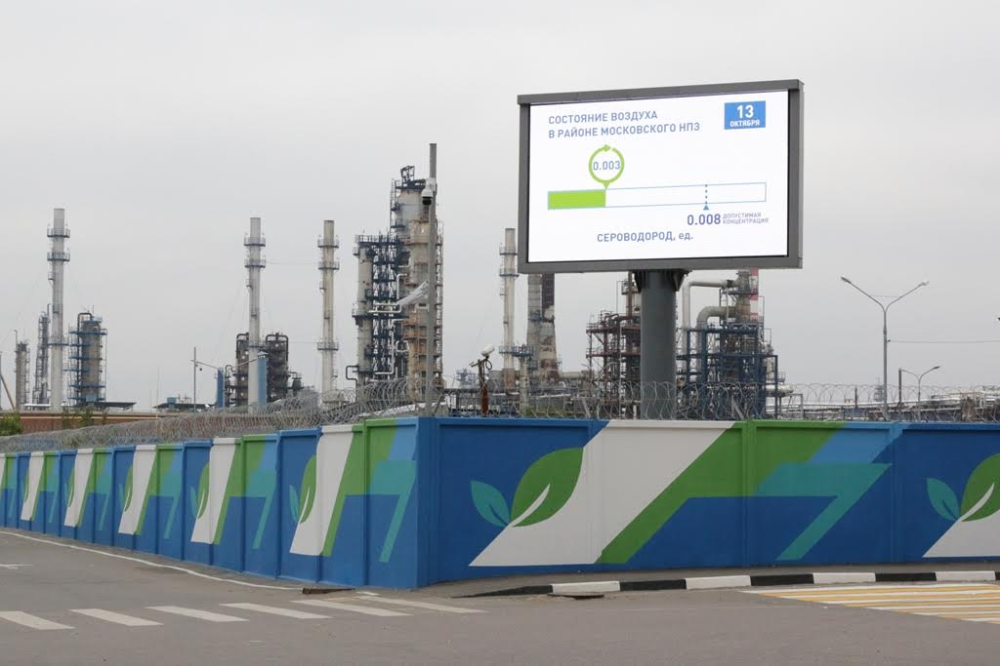 СОСТОЯНИЕ ВОЗДУХА
В РАЙОНЕ МОСКОВСКОГО НПЗ
13
ОКТЯБРЯ
0.003
0.008 ДОПУСТИМАЯ
КОНЦЕНТРАЦИЯ
СЕРОВОДОРОД, ед.